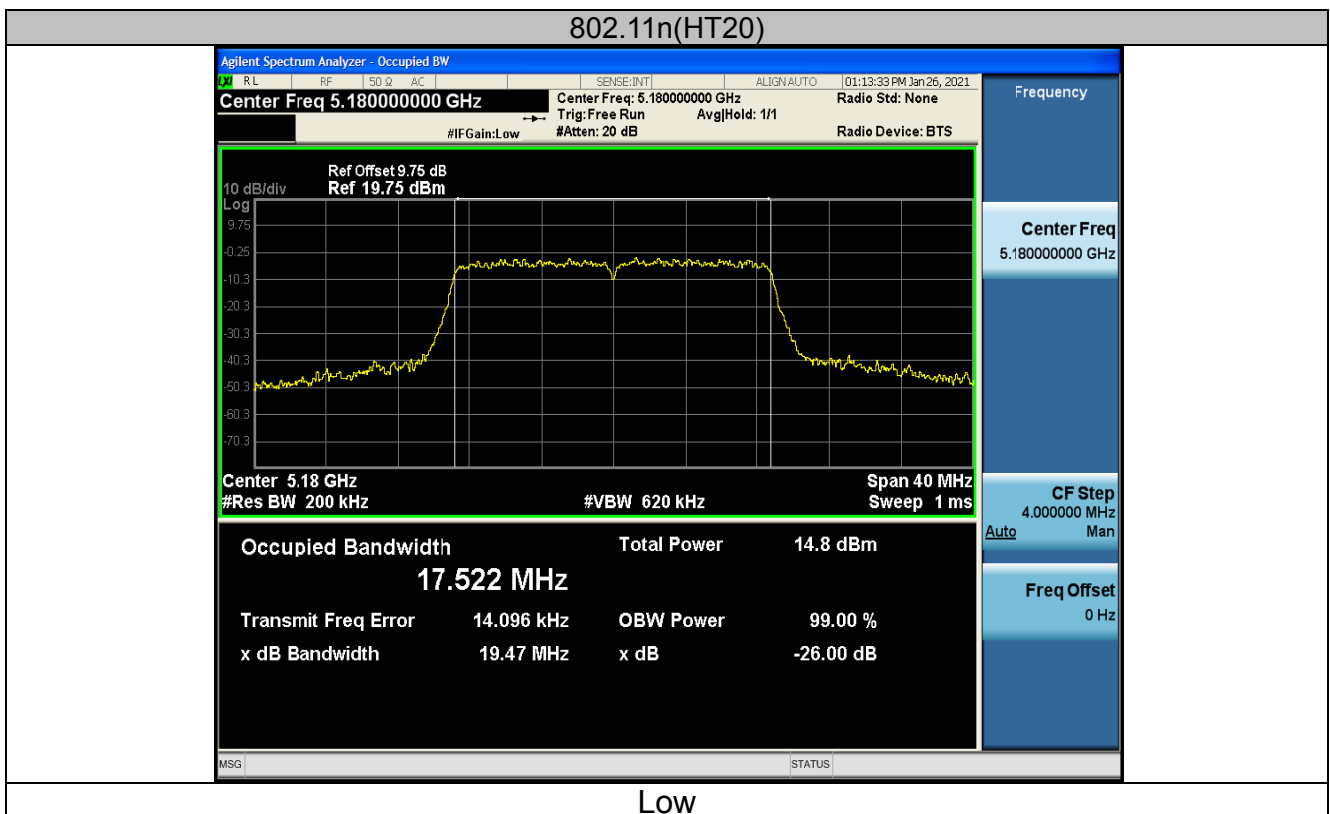 802.11n(HT20)
Agilent Spectrum Analyzer - Occupied BW
LXI RL RF 50 Ω AC SENSE:INT ALIGN AUTO 01:13:33 PM Jan 26, 2021
Center Freq 5.180000000 GHz
Center Freq: 5.180000000 GHz
Radio Std: None
Trig: Free Run Avg|Hold: 1/1
#IFGain:Low
#Atten: 20 dB
Radio Device: BTS
Frequency
Ref Offset 9.75 dB
10 dB/div Ref 19.75 dBm
Log
9.75
-0.25
-10.3
-20.3
-30.3
-40.3
-50.3
-60.3
-70.3
Center 5.18 GHz Span 40 MHz
#Res BW 200 kHz #VBW 620 kHz Sweep 1 ms
Center Freq
5.180000000 GHz
CF Step
4.000000 MHz
Auto Man
Freq Offset
0 Hz
Occupied Bandwidth Total Power 14.8 dBm
17.522 MHz
Transmit Freq Error 14.096 kHz OBW Power 99.00 %
x dB Bandwidth 19.47 MHz x dB -26.00 dB
MSG STATUS
Low